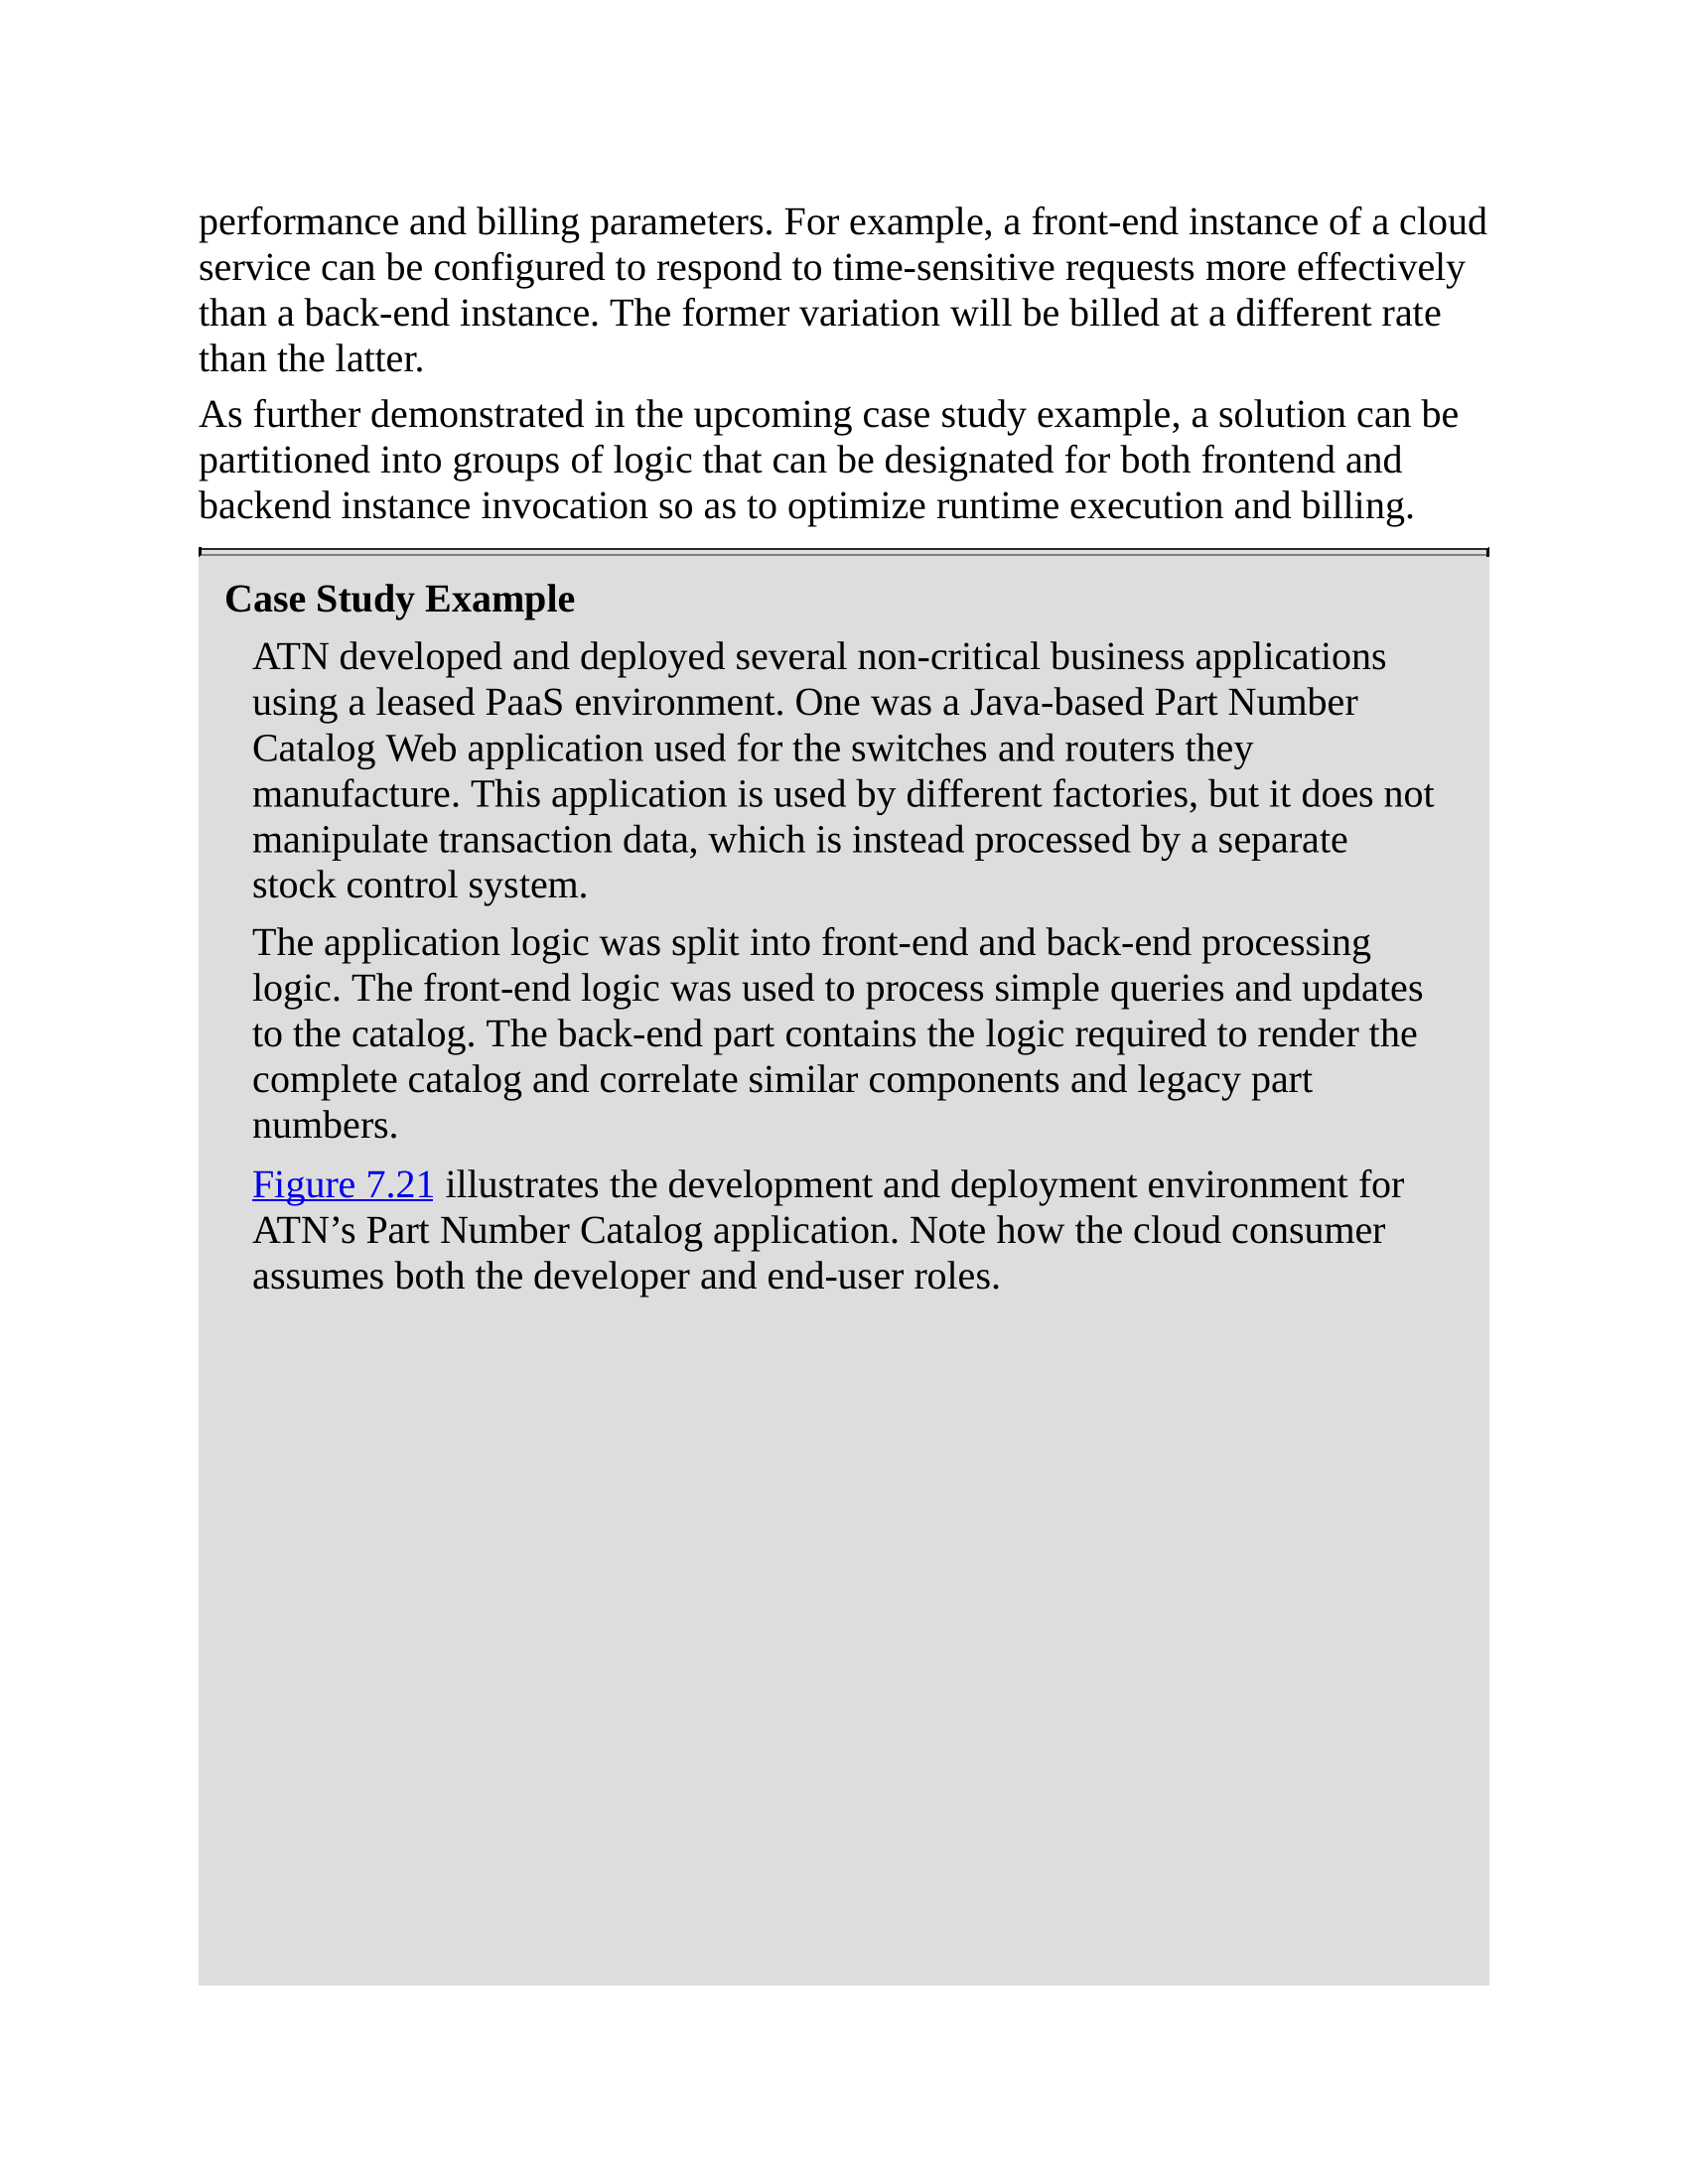 performance and billing parameters. For example, a front-end instance of a cloud
service can be configured to respond to time-sensitive requests more effectively
than a back-end instance. The former variation will be billed at a different rate
than the latter.
As further demonstrated in the upcoming case study example, a solution can be
partitioned into groups of logic that can be designated for both frontend and
backend instance invocation so as to optimize runtime execution and billing.
Case Study Example
ATN developed and deployed several non-critical business applications
using a leased PaaS environment. One was a Java-based Part Number
Catalog Web application used for the switches and routers they
manufacture. This application is used by different factories, but it does not
manipulate transaction data, which is instead processed by a separate
stock control system.
The application logic was split into front-end and back-end processing
logic. The front-end logic was used to process simple queries and updates
to the catalog. The back-end part contains the logic required to render the
complete catalog and correlate similar components and legacy part
numbers.
Figure 7.21 illustrates the development and deployment environment for
ATN’s Part Number Catalog application. Note how the cloud consumer
assumes both the developer and end-user roles.